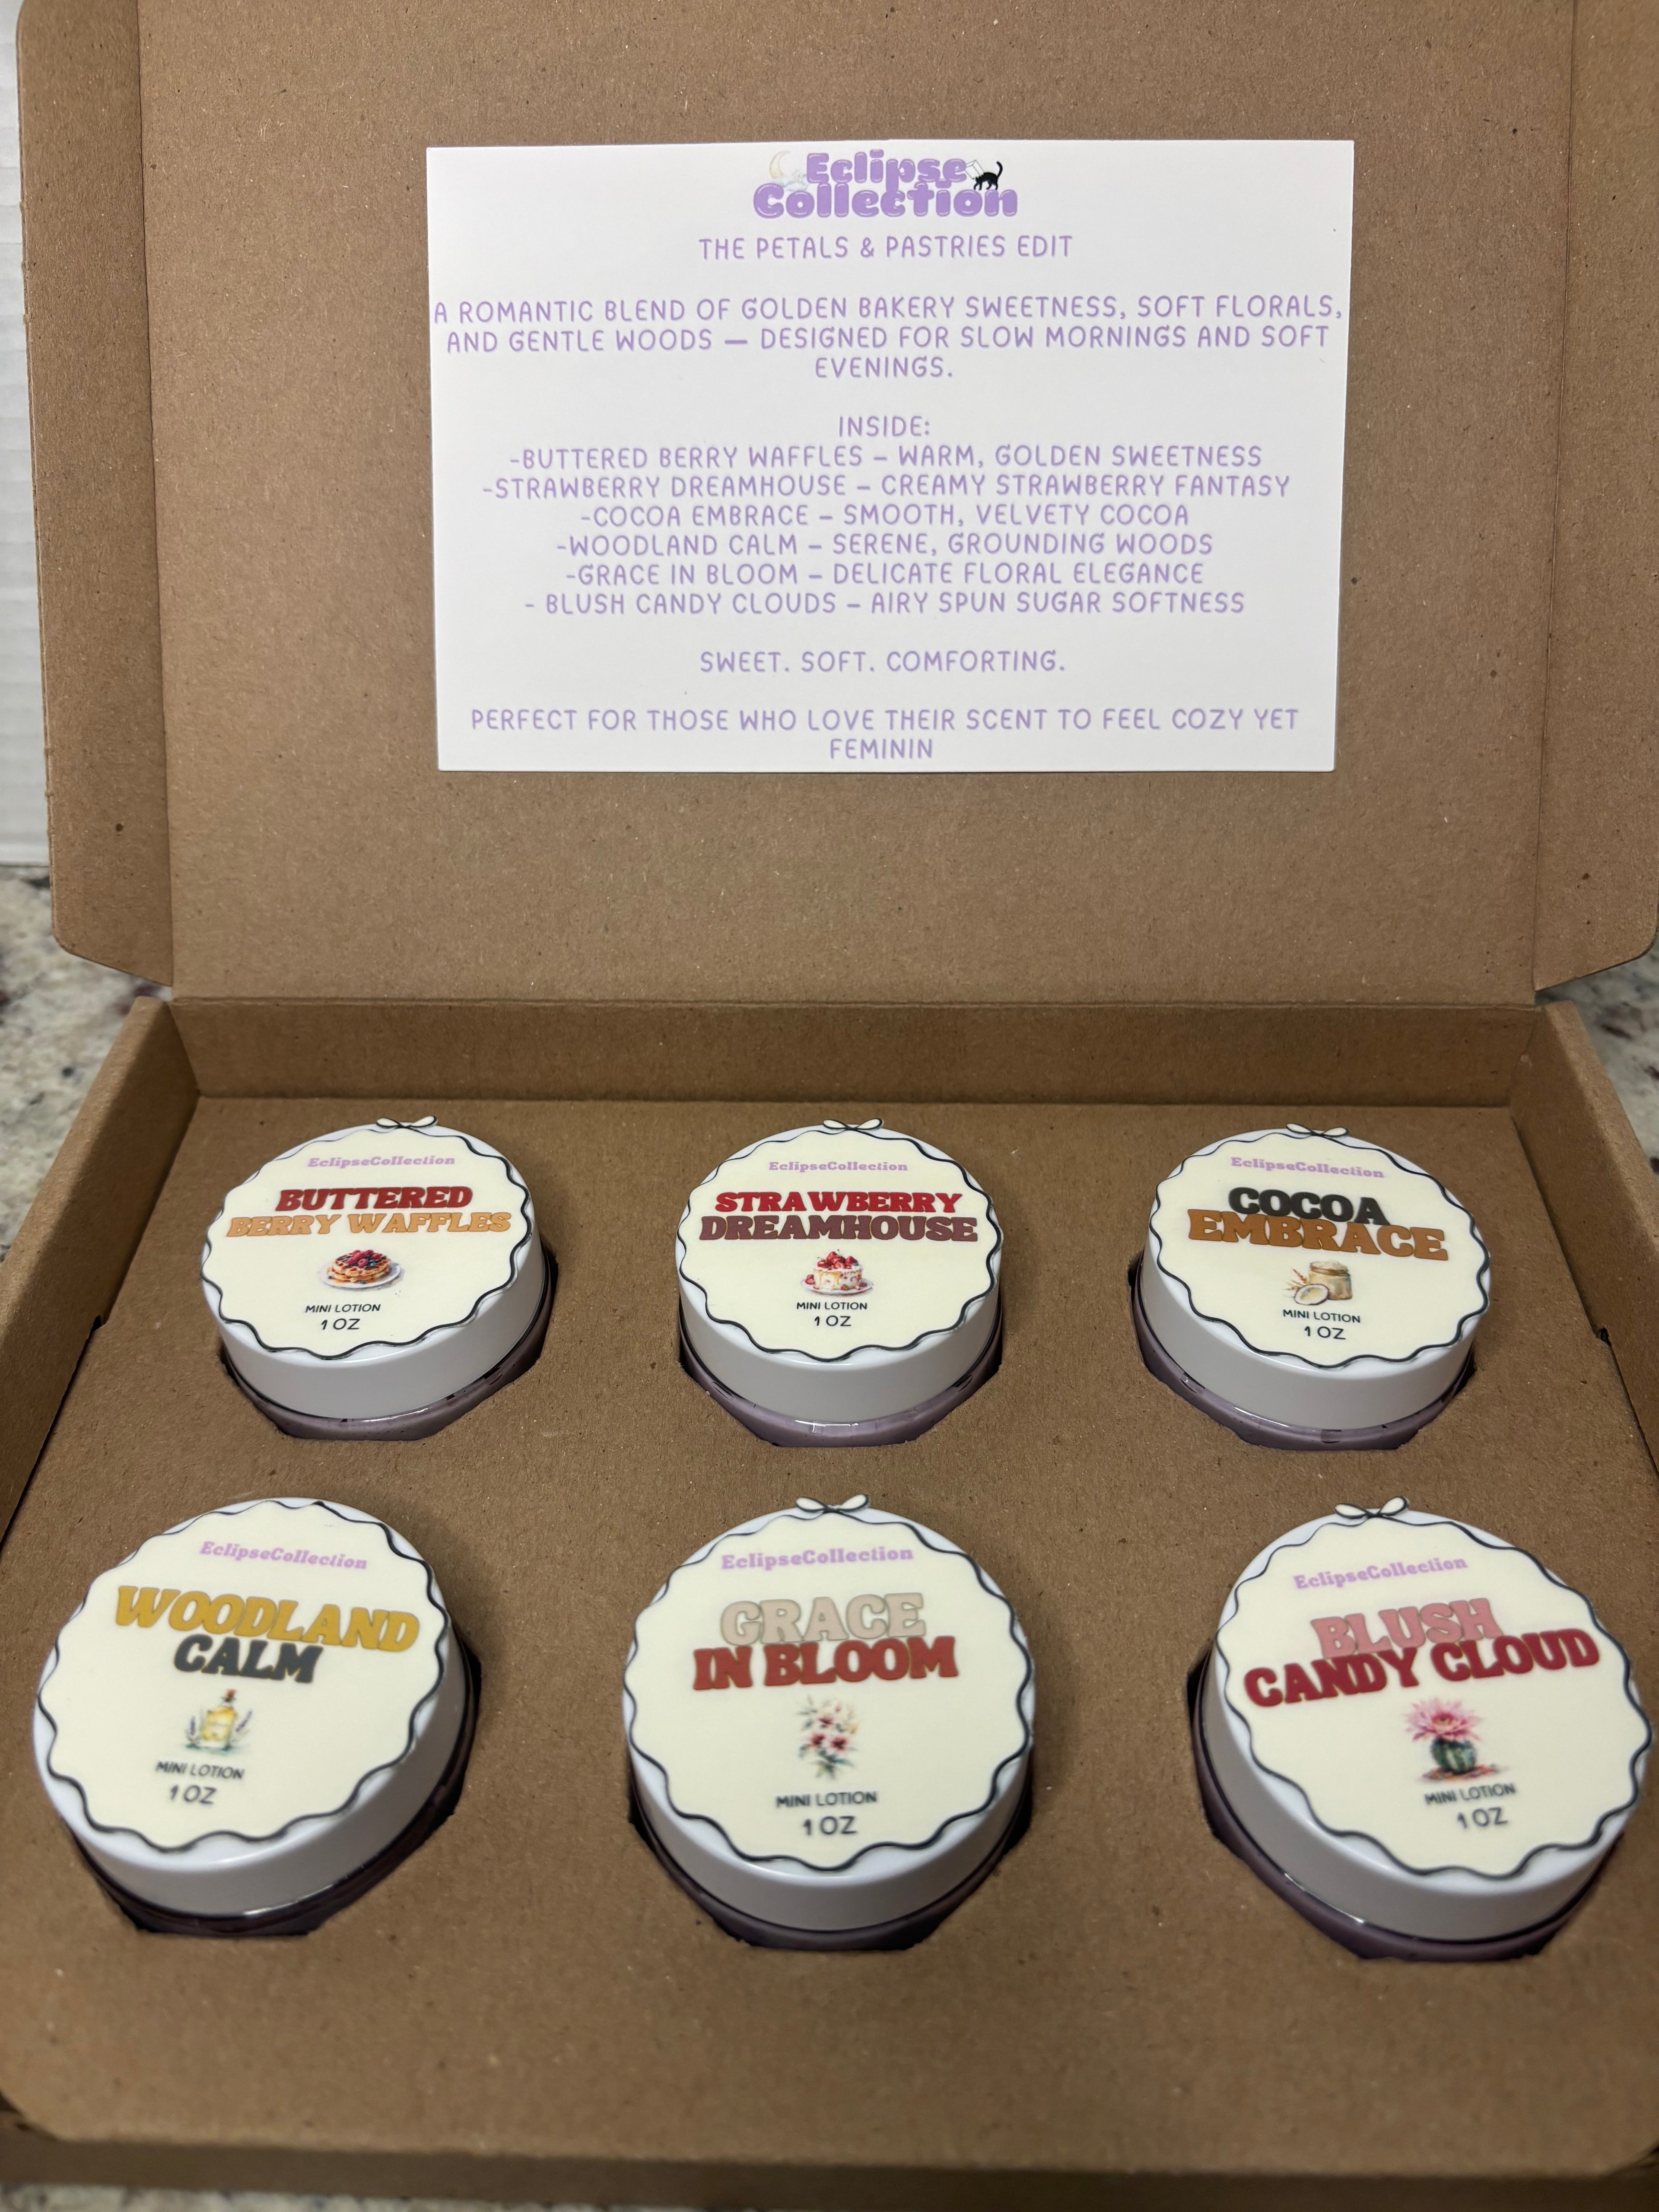 Eclipse
Collection
THE PETALS & PASTRIES EDIT
A ROMANTIC BLEND OF GOLDEN BAKERY SWEETNESS, SOFT FLORALS,
AND GENTLE WOODS — DESIGNED FOR SLOW MORNINGS AND SOFT
EVENINGS.
INSIDE:
-BUTTERED BERRY WAFFLES – WARM, GOLDEN SWEETNESS
-STRAWBERRY DREAMHOUSE – CREAMY STRAWBERRY FANTASY
-COCOA EMBRACE – SMOOTH, VELVETY COCOA
-WOODLAND CALM – SERENE, GROUNDING WOODS
-GRACE IN BLOOM – DELICATE FLORAL ELEGANCE
- BLUSH CANDY CLOUDS – AIRY SPUN SUGAR SOFTNESS
SWEET. SOFT. COMFORTING.
PERFECT FOR THOSE WHO LOVE THEIR SCENT TO FEEL COZY YET
FEMININ
EclipseCollection
BUTTERED
BERRY WAFFLES
MINI LOTION
1 OZ
EclipseCollection
STRAWBERRY
DREAMHOUSE
MINI LOTION
1 OZ
EclipseCollection
COCOA
EMBRACE
MINI LOTION
1 OZ
EclipseCollection
WOODLAND
CALM
MINI LOTION
1 OZ
EclipseCollection
GRACE
IN BLOOM
MINI LOTION
1 OZ
EclipseCollection
BLUSH
CANDY CLOUD
MINI LOTION
1 OZ